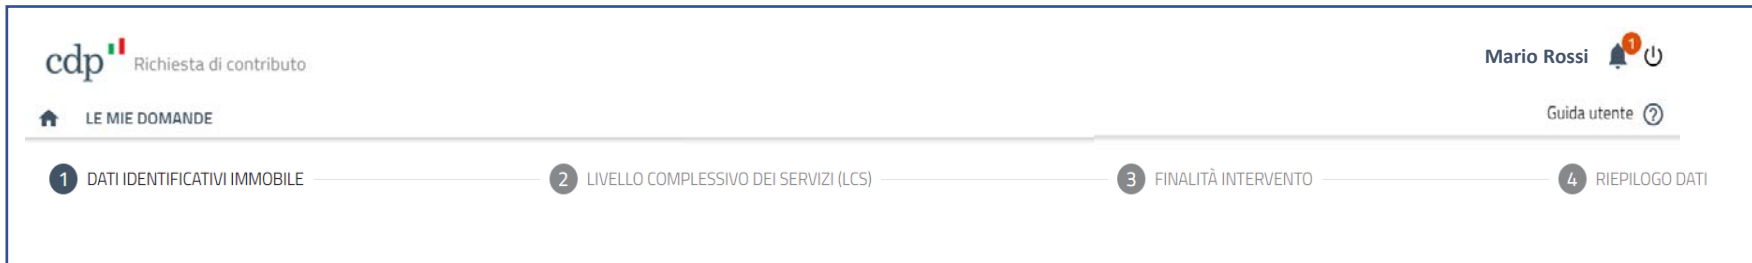 cdp Richiesta di contributo
Mario Rossi 1
LE MIE DOMANDE
Guida utente ?
1 DATI IDENTIFICATIVI IMMOBILE
2 LIVELLO COMPLESSIVO DEI SERVIZI (LCS)
3 FINALITÀ INTERVENTO
4 RIEPILOGO DATI